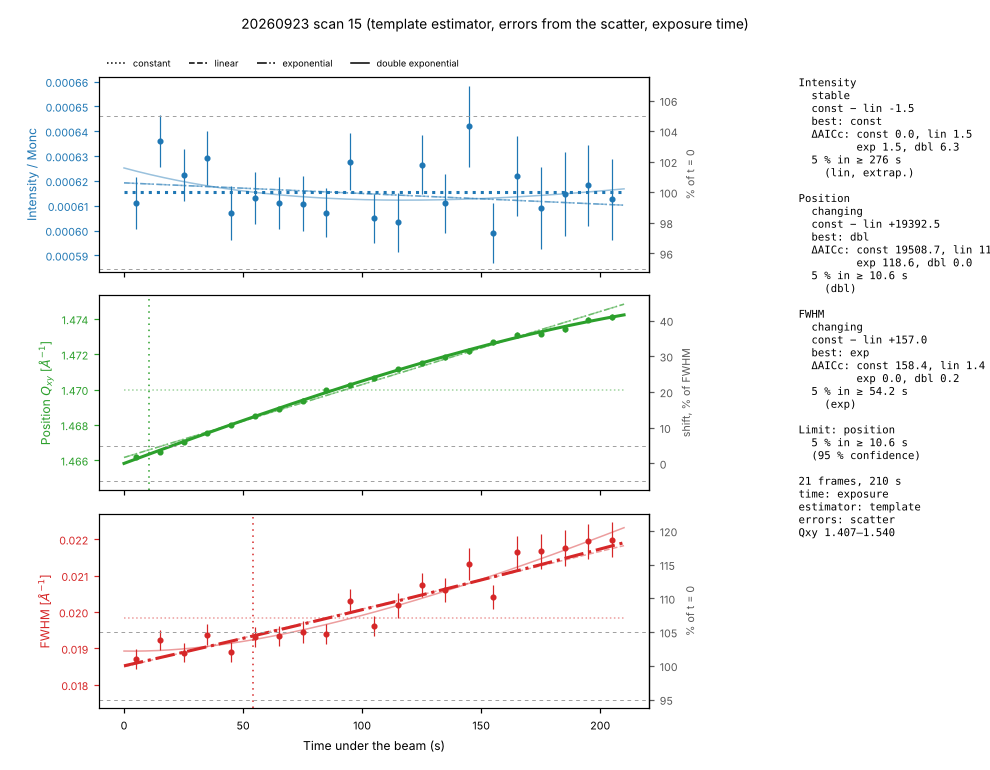 20260923 scan 15 (template estimator, errors from the scatter, exposure time)
constant linear exponential double exponential
0.00066
0.00065
0.00064
0.00063
0.00062
0.00061
0.00060
0.00059
Intensity / Monc
106
104
102
100
98
96
% of t = 0
1.474
1.472
1.470
1.468
1.466
Position Qxy [Å⁻¹]
40
30
20
10
0
shift, % of FWHM
0.022
0.021
0.020
0.019
0.018
FWHM [Å⁻¹]
120
115
110
105
100
95
% of t = 0
0 50 100 150 200
Time under the beam (s)
Intensity
stable
const − lin -1.5
best: const
ΔAICc: const 0.0, lin 1.5
exp 1.5, dbl 6.3
5 % in ≥ 276 s
(lin, extrap.)
Position
changing
const − lin +19392.5
best: dbl
ΔAICc: const 19508.7, lin 11
exp 118.6, dbl 0.0
5 % in ≥ 10.6 s
(dbl)
FWHM
changing
const − lin +157.0
best: exp
ΔAICc: const 158.4, lin 1.4
exp 0.0, dbl 0.2
5 % in ≥ 54.2 s
(exp)
Limit: position
5 % in ≥ 10.6 s
(95 % confidence)
21 frames, 210 s
time: exposure
estimator: template
errors: scatter
Qxy 1.407–1.540